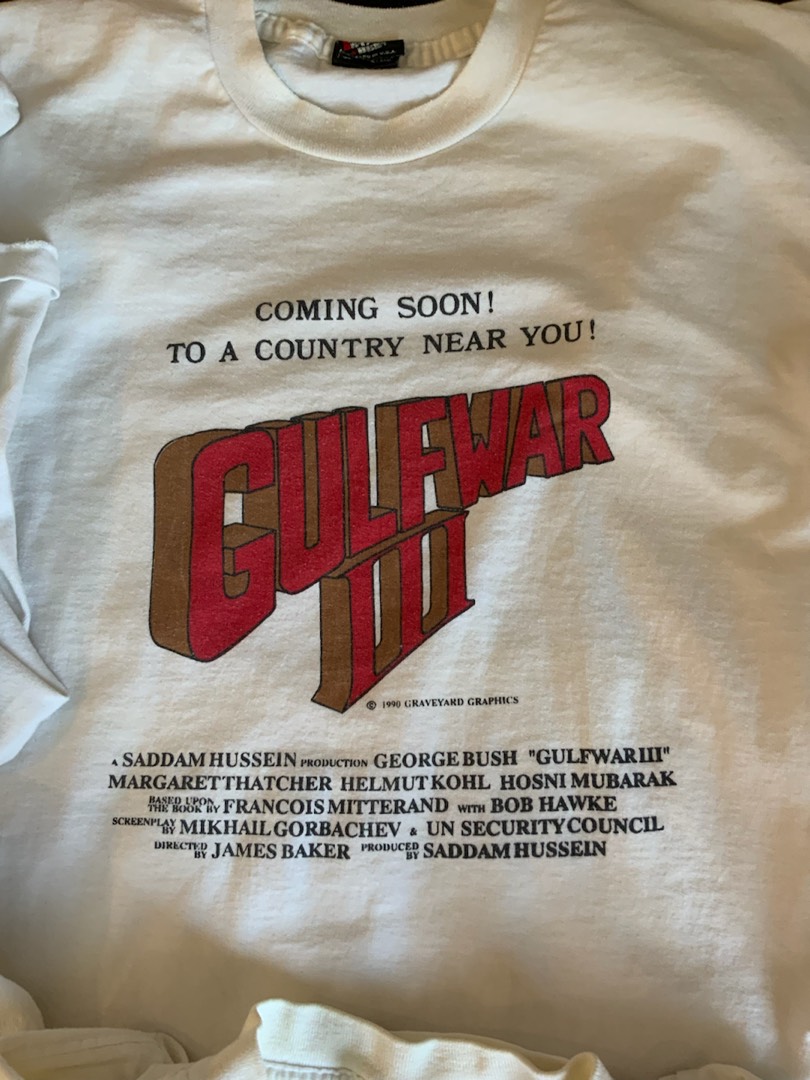 COMING SOON!
TO A COUNTRY NEAR YOU!
GULFWAR
III
© 1990 GRAVEYARD GRAPHICS
A SADDAM HUSSEIN PRODUCTION GEORGE BUSH "GULFWAR III"
MARGARET THATCHER HELMUT KOHL HOSNI MUBARAK
BASED UPON THE BOOK BY FRANCOIS MITTERAND WITH BOB HAWKE
SCREENPLAY BY MIKHAIL GORBACHEV & UN SECURITY COUNCIL
DIRECTED BY JAMES BAKER PRODUCED BY SADDAM HUSSEIN